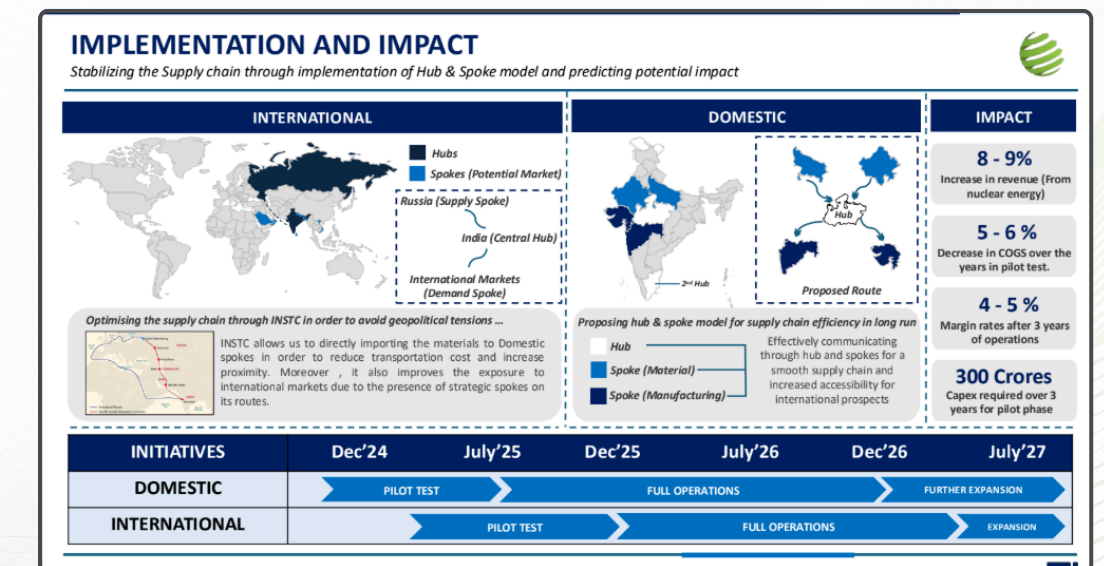 IMPLEMENTATION AND IMPACT
Stabilizing the Supply chain through implementation of Hub & Spoke model and predicting potential impact
INTERNATIONAL
Hubs
Spokes (Potential Market)
Russia (Supply Spoke)
India (Central Hub)
International Markets
(Demand Spoke)
Optimising the supply chain through INSTC in order to avoid geopolitical tensions ...
INSTC allows us to directly importing the materials to Domestic
spokes in order to reduce transportation cost and increase
proximity. Moreover , it also improves the exposure to
international markets due to the presence of strategic spokes on
its routes.
DOMESTIC
2nd Hub
Hub
Proposed Route
Proposing hub & spoke model for supply chain efficiency in long run
Hub
Spoke (Material)
Spoke (Manufacturing)
Effectively communicating
through hub and spokes for a
smooth supply chain and
increased accessibility for
international prospects
IMPACT
8 - 9%
Increase in revenue (From
nuclear energy)
5 - 6 %
Decrease in COGS over the
years in pilot test.
4 - 5 %
Margin rates after 3 years
of operations
300 Crores
Capex required over 3
years for pilot phase
INITIATIVES Dec'24 July'25 Dec'25 July'26 Dec'26 July'27
DOMESTIC PILOT TEST FULL OPERATIONS FURTHER EXPANSION
INTERNATIONAL PILOT TEST FULL OPERATIONS EXPANSION